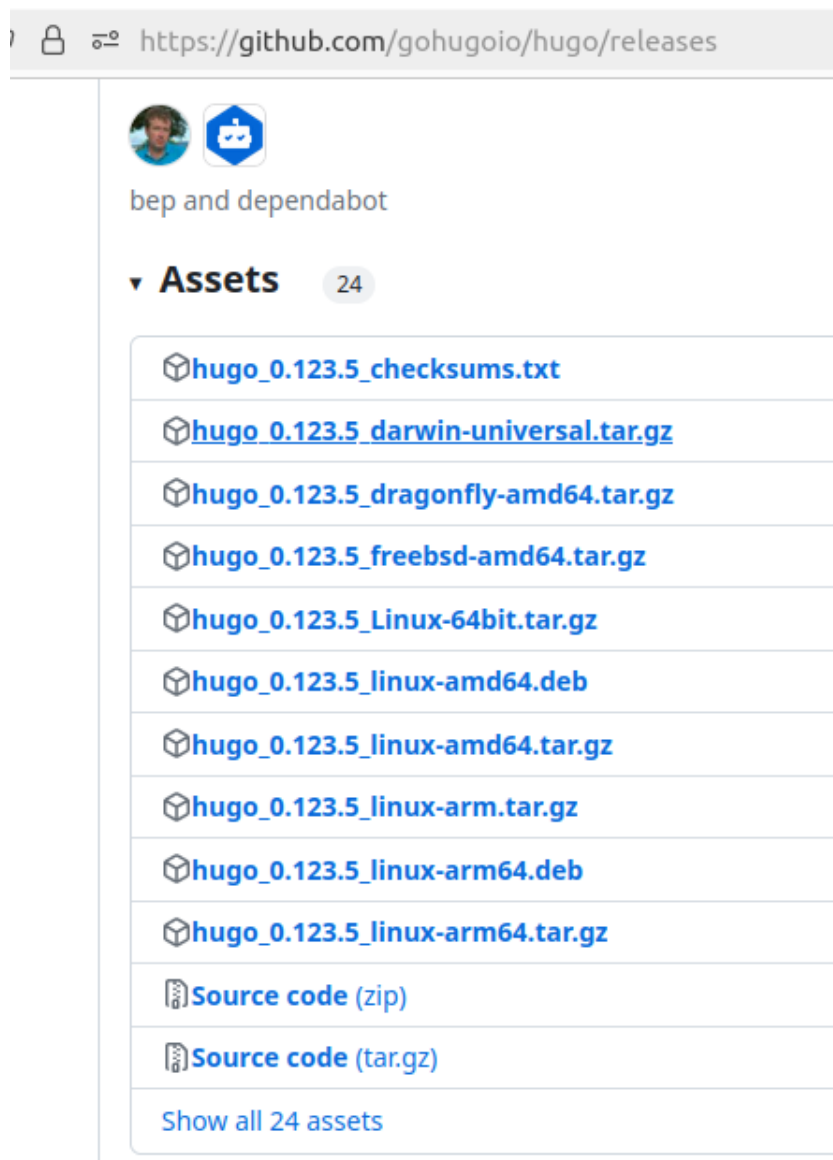 https://github.com/gohugoio/hugo/releases
bep and dependabot
Assets 24
hugo_0.123.5_checksums.txt
hugo_0.123.5_darwin-universal.tar.gz
hugo_0.123.5_dragonfly-amd64.tar.gz
hugo_0.123.5_freebsd-amd64.tar.gz
hugo_0.123.5_Linux-64bit.tar.gz
hugo_0.123.5_linux-amd64.deb
hugo_0.123.5_linux-amd64.tar.gz
hugo_0.123.5_linux-arm.tar.gz
hugo_0.123.5_linux-arm64.deb
hugo_0.123.5_linux-arm64.tar.gz
Source code (zip)
Source code (tar.gz)
Show all 24 assets